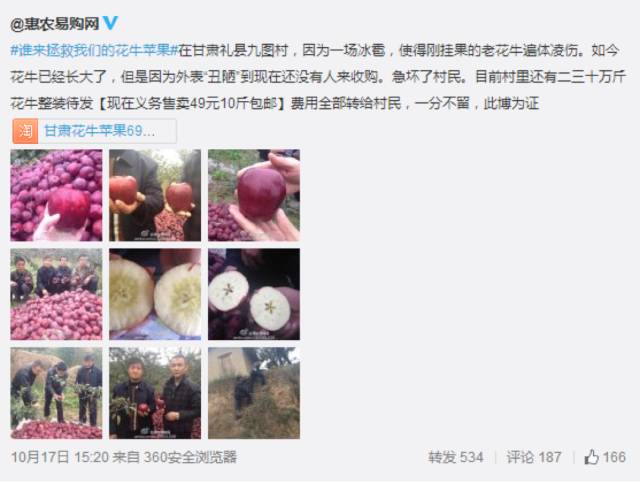 @惠农易购网
#谁来拯救我们的花牛苹果#在甘肃礼县九图村，因为一场冰雹，使得刚挂果的老花牛遍体凌伤。如今
花牛已经长大了，但是因为外表“丑陋”到现在还没有人来收购。急坏了村民。目前村里还有二三十万斤
花牛整装待发【现在义务售卖49元10斤包邮】费用全部转给村民，一分不留，此博为证
淘 甘肃花牛苹果69...
10月17日 15:20 来自 360安全浏览器 转发 534 评论 187 166